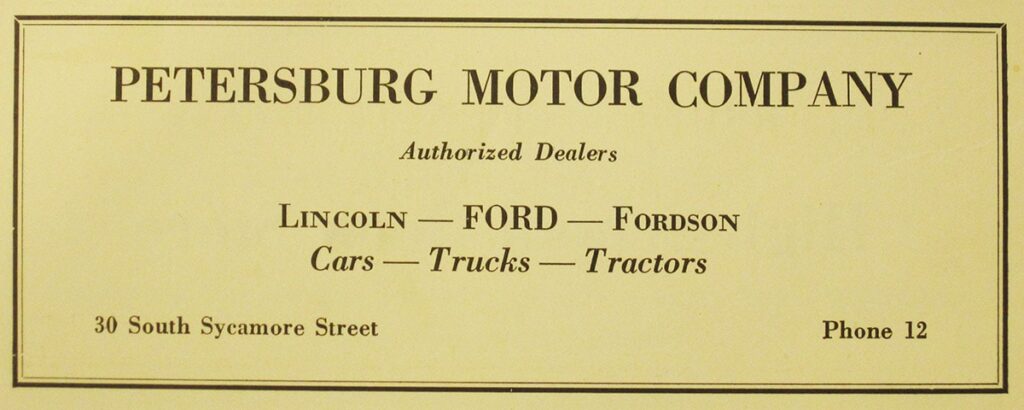 PETERSBURG MOTOR COMPANY
Authorized Dealers
LINCOLN — FORD — FORDSON
Cars — Trucks — Tractors
30 South Sycamore Street Phone 12